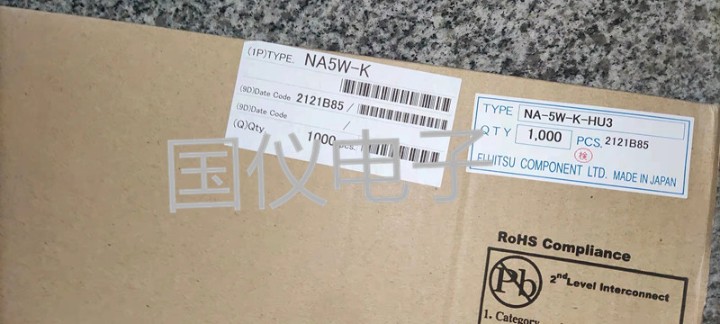 (1P)TYPE. NA5W-K
(9D)Date Code 2121B85 /
(9D)Date Code /
(Q)Qty 1000 pcs.
TYPE NA-5W-K-HU3
QTY 1,000 PCS. 2121B85
検
FUJITSU COMPONENT LTD. MADE IN JAPAN
国仪电子
RoHS Compliance
Pb
2nd Level Interconnect
1. Category